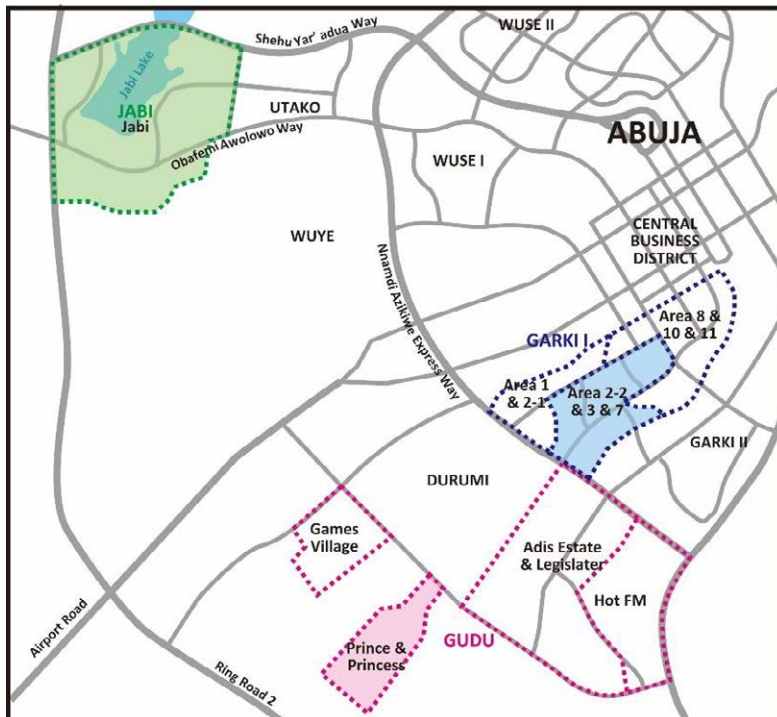 WUSE II
Shehu Yar' adua Way
Jabi Lake
JABI
Jabi
UTAKO
ABUJA
Obafemi Awolowo Way
WUSE I
CENTRAL
BUSINESS
DISTRICT
WUYE
Nnamdi Azikiwe Express Way
Area 8 &
10 & 11
GARKI I
Area 1
& 2-1
Area 2-2
& 3 & 7
GARKI II
DURUMI
Games
Village
Adis Estate
& Legislater
Hot FM
Airport Road
Prince &
Princess
GUDU
Ring Road 2